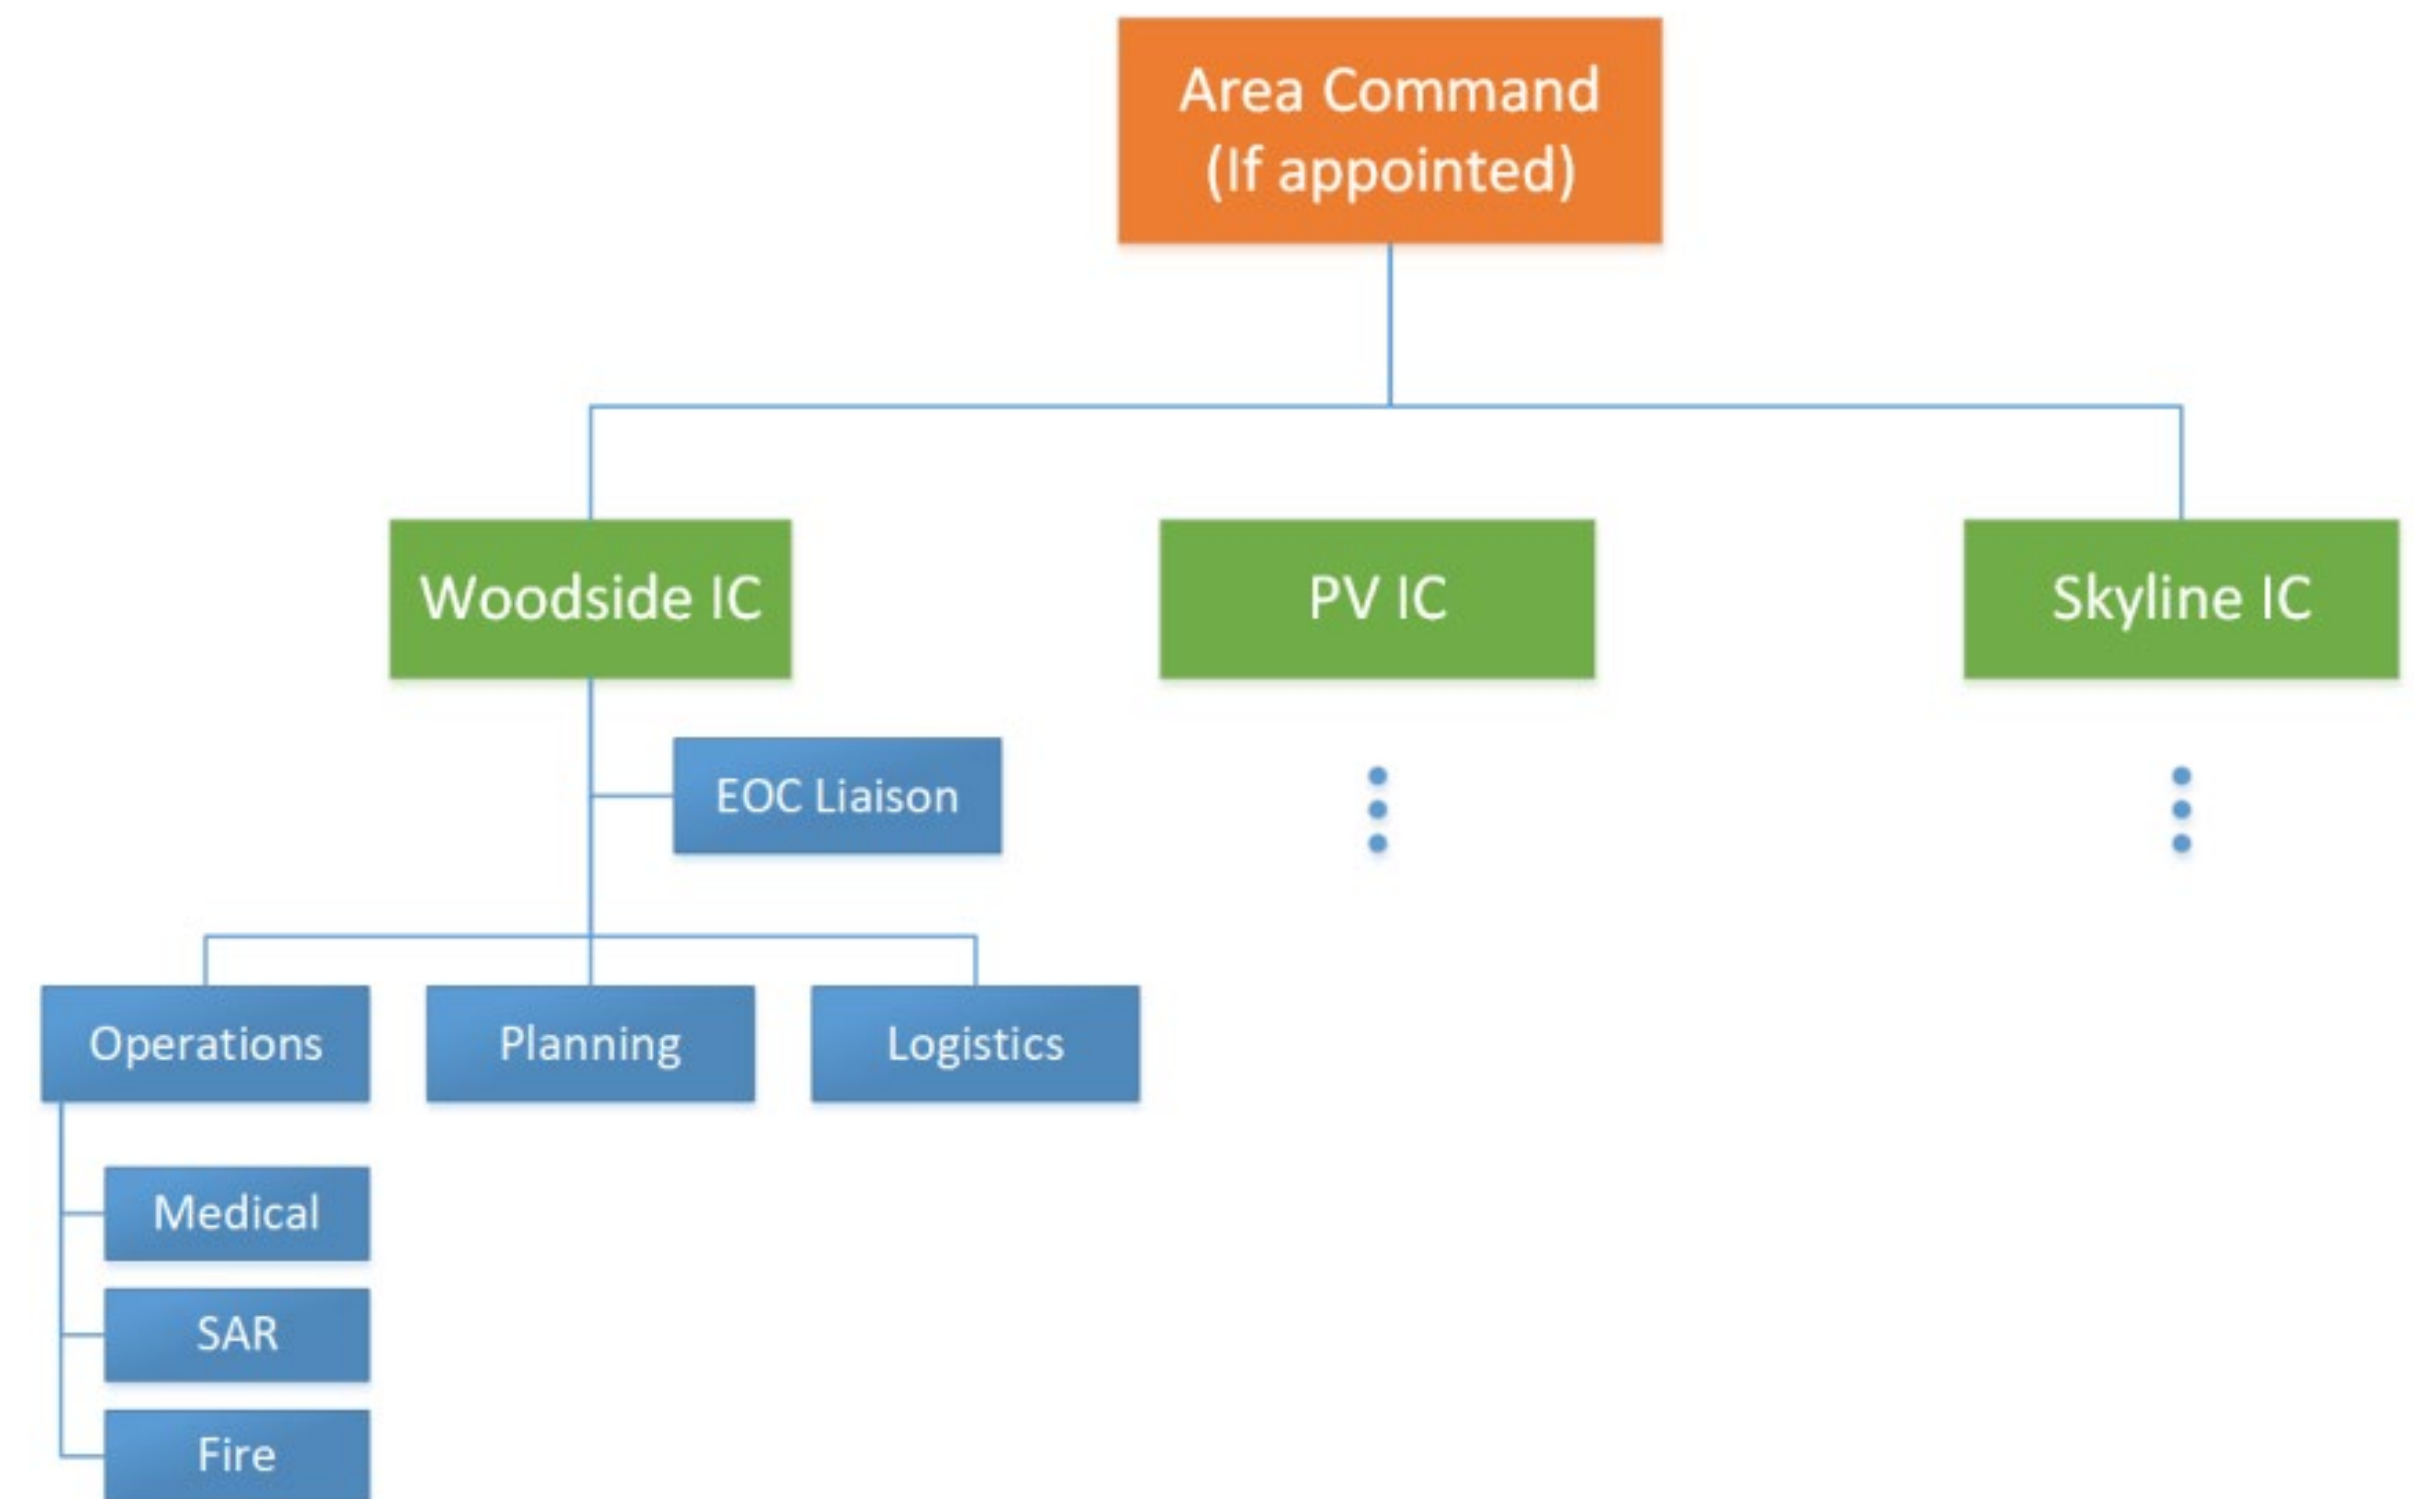 Area Command
(If appointed)
Woodside IC
PV IC
Skyline IC
EOC Liaison
Operations
Planning
Logistics
Medical
SAR
Fire